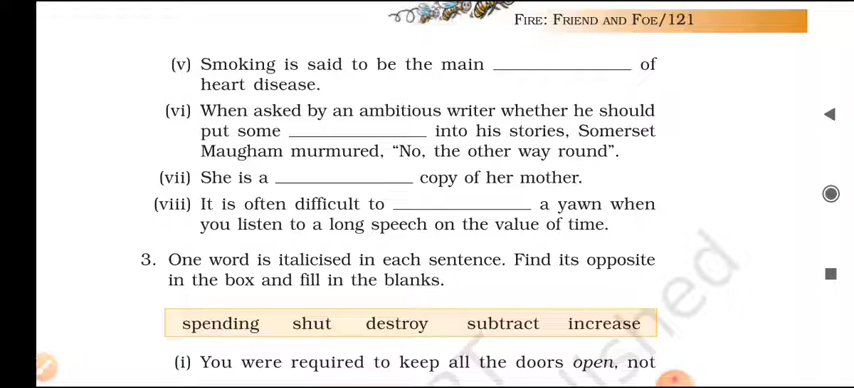 FIRE: FRIEND AND FOE/121
(v) Smoking is said to be the main _______________ of
heart disease.
(vi) When asked by an ambitious writer whether he should
put some _______________ into his stories, Somerset
Maugham murmured, “No, the other way round”.
(vii) She is a _______________ copy of her mother.
(viii) It is often difficult to _______________ a yawn when
you listen to a long speech on the value of time.
3. One word is italicised in each sentence. Find its opposite
in the box and fill in the blanks.
spending shut destroy subtract increase
(i) You were required to keep all the doors open, not